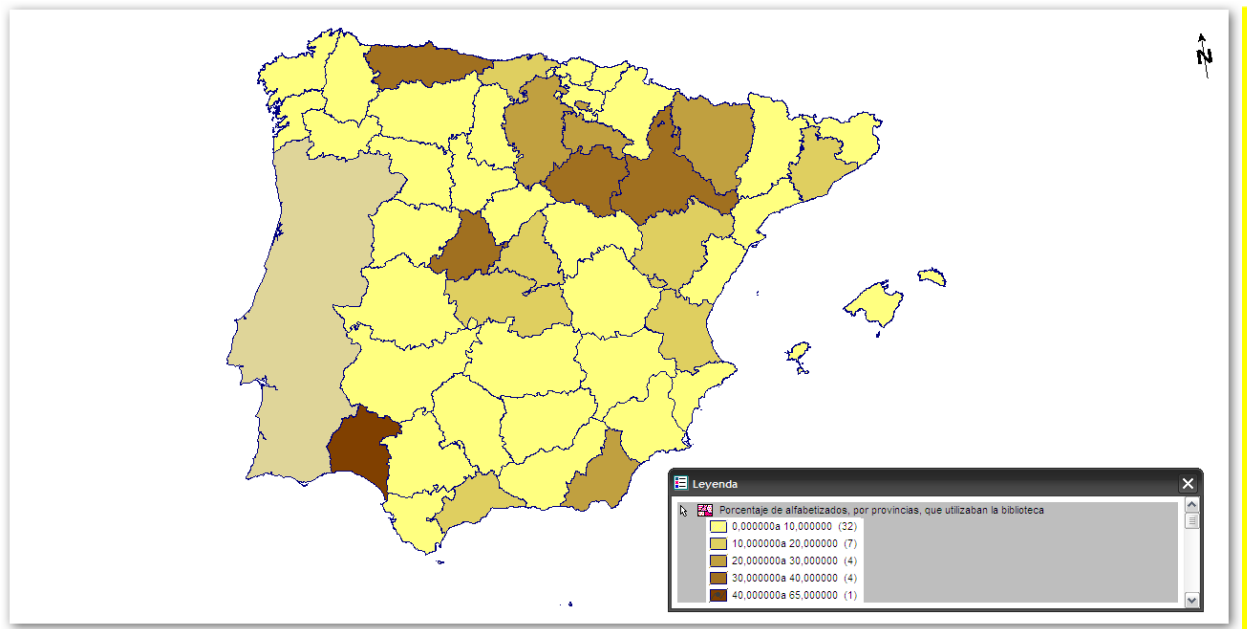 N
Leyenda
Porcentaje de alfabetizados, por provincias, que utilizaban la biblioteca
0,000000a 10,000000 (32)
10,000000a 20,000000 (7)
20,000000a 30,000000 (4)
30,000000a 40,000000 (4)
40,000000a 65,000000 (1)